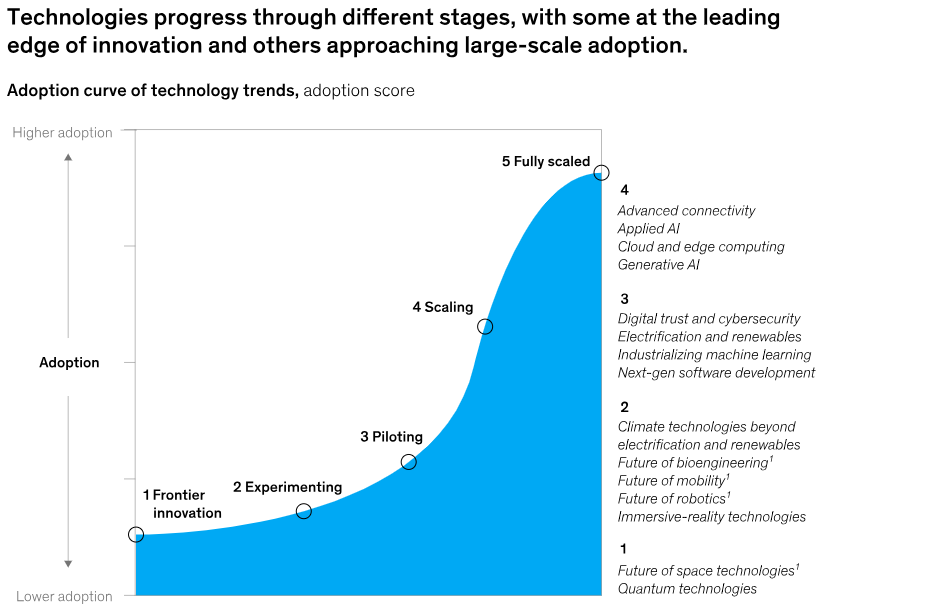 Technologies progress through different stages, with some at the leading
edge of innovation and others approaching large-scale adoption.
Adoption curve of technology trends, adoption score
Higher adoption
5 Fully scaled
4 Scaling
Adoption
3 Piloting
2 Experimenting
1 Frontier
innovation
Lower adoption
4
Advanced connectivity
Applied AI
Cloud and edge computing
Generative AI
3
Digital trust and cybersecurity
Electrification and renewables
Industrializing machine learning
Next-gen software development
2
Climate technologies beyond
electrification and renewables
Future of bioengineering¹
Future of mobility¹
Future of robotics¹
Immersive-reality technologies
1
Future of space technologies¹
Quantum technologies